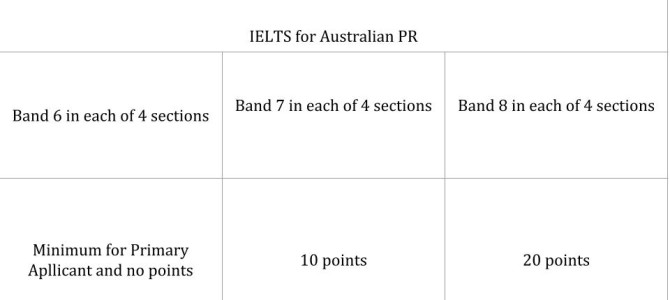 IELTS for Australian PR
Band 6 in each of 4 sections
Band 7 in each of 4 sections
Band 8 in each of 4 sections
Minimum for Primary
Apllicant and no points
10 points
20 points